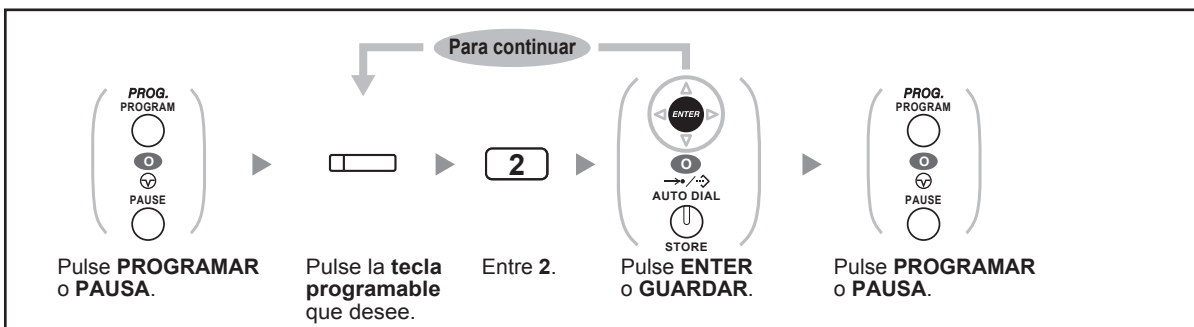 Para continuar
PROG.
PROGRAM
O
PAUSE
2
ENTER
O
AUTO DIAL
STORE
PROG.
PROGRAM
O
PAUSE
Pulse PROGRAMAR
o PAUSA.
Pulse la tecla
programable
que desee.
Entre 2.
Pulse ENTER
o GUARDAR.
Pulse PROGRAMAR
o PAUSA.